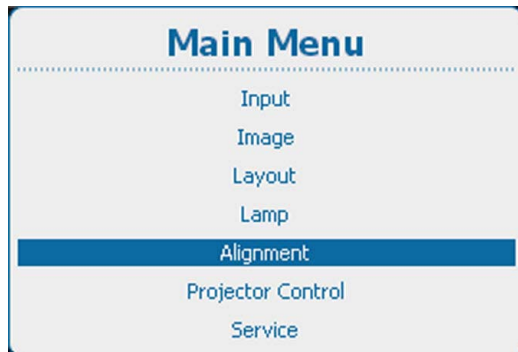 Main Menu
Input
Image
Layout
Lamp
Alignment
Projector Control
Service